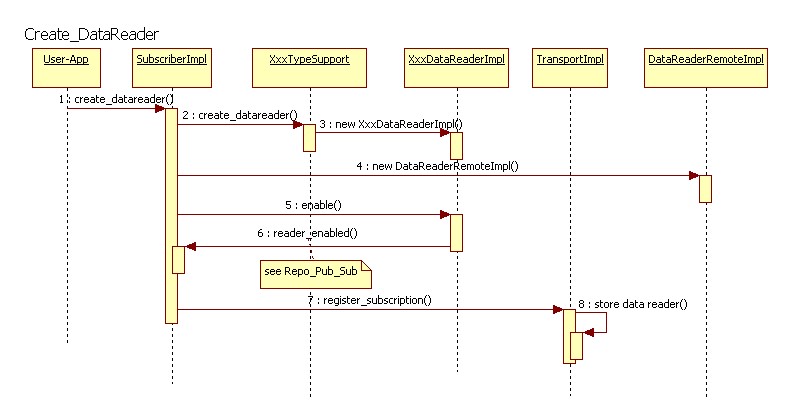 Create_DataReader
User-App
SubscriberImpl
XxxTypeSupport
XxxDataReaderImpl
TransportImpl
DataReaderRemoteImpl
1 : create_datareader()
2 : create_datareader()
3 : new XxxDataReaderImpl()
4 : new DataReaderRemoteImpl()
5 : enable()
6 : reader_enabled()
see Repo_Pub_Sub
7 : register_subscription()
8 : store data reader()